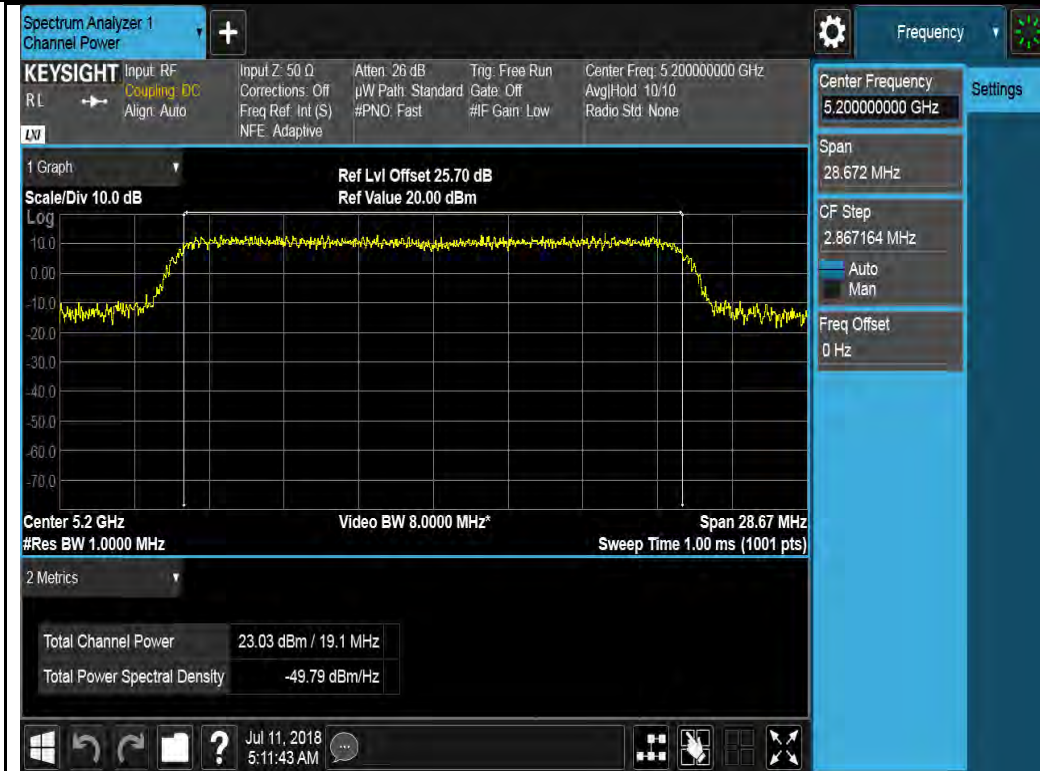 Spectrum Analyzer 1
Channel Power
+
Frequency
KEYSIGHT
RL
LXI
Input: RF
Coupling: DC
Align: Auto
Input Z: 50 Ω
Corrections: Off
Freq Ref: Int (S)
NFE: Adaptive
Atten: 26 dB
µW Path: Standard
#PNO: Fast
Trig: Free Run
Gate: Off
#IF Gain: Low
Center Freq: 5.200000000 GHz
Avg|Hold: 10/10
Radio Std: None
Center Frequency
5.200000000 GHz
Settings
Span
28.672 MHz
CF Step
2.867164 MHz
Auto
Man
Freq Offset
0 Hz
1 Graph
Scale/Div 10.0 dB
Ref Lvl Offset 25.70 dB
Ref Value 20.00 dBm
Log
10.0
0.00
-10.0
-20.0
-30.0
-40.0
-50.0
-60.0
-70.0
Center 5.2 GHz
#Res BW 1.0000 MHz
Video BW 8.0000 MHz*
Span 28.67 MHz
Sweep Time 1.00 ms (1001 pts)
2 Metrics
Total Channel Power 23.03 dBm / 19.1 MHz
Total Power Spectral Density -49.79 dBm/Hz
?
Jul 11, 2018
5:11:43 AM